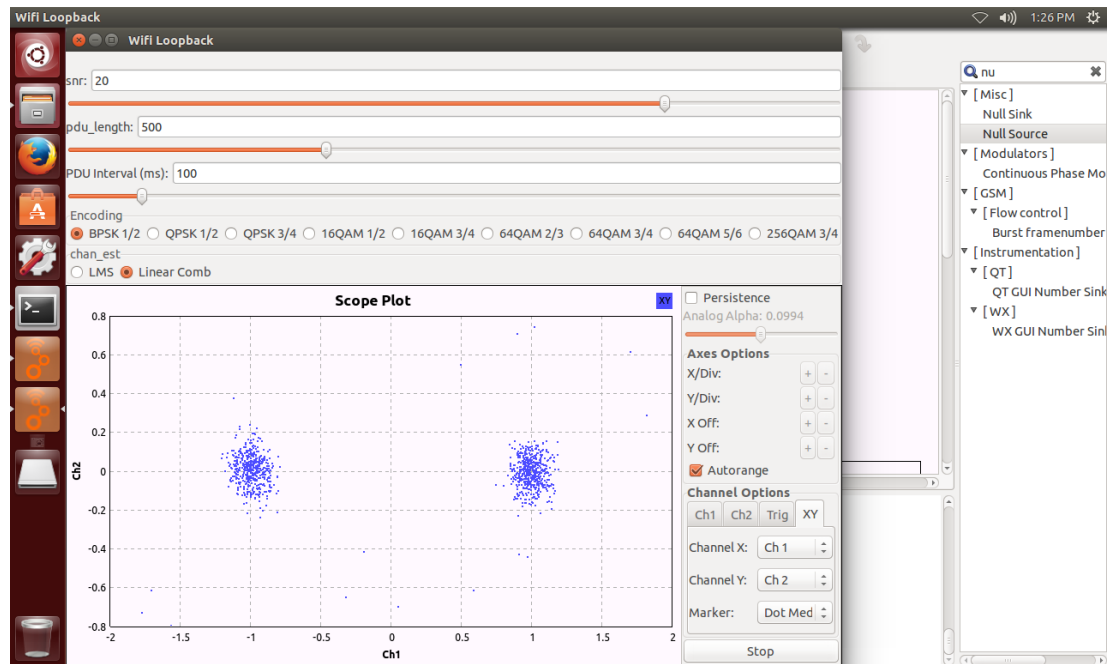 Wifi Loopback
1:26 PM
Wifi Loopback
snr: 20
pdu_length: 500
PDU Interval (ms): 100
Encoding
BPSK 1/2 QPSK 1/2 QPSK 3/4 16QAM 1/2 16QAM 3/4 64QAM 2/3 64QAM 3/4 64QAM 5/6 256QAM 3/4
chan_est
LMS Linear Comb
Scope Plot
XY
0.8
0.6
0.4
0.2
0
-0.2
-0.4
-0.6
-0.8
Ch2
-2 -1.5 -1 -0.5 0 0.5 1 1.5 2
Ch1
Persistence
Analog Alpha: 0.0994
Axes Options
X/Div: + -
Y/Div: + -
X Off: + -
Y Off: + -
Autorange
Channel Options
Ch1 Ch2 Trig XY
Channel X: Ch 1
Channel Y: Ch 2
Marker: Dot Med
Stop
nu
[Misc]
Null Sink
Null Source
[Modulators]
Continuous Phase Mo
[GSM]
[Flow control]
Burst framenumber
[Instrumentation]
[QT]
QT GUI Number Sink
[WX]
WX GUI Number Sin